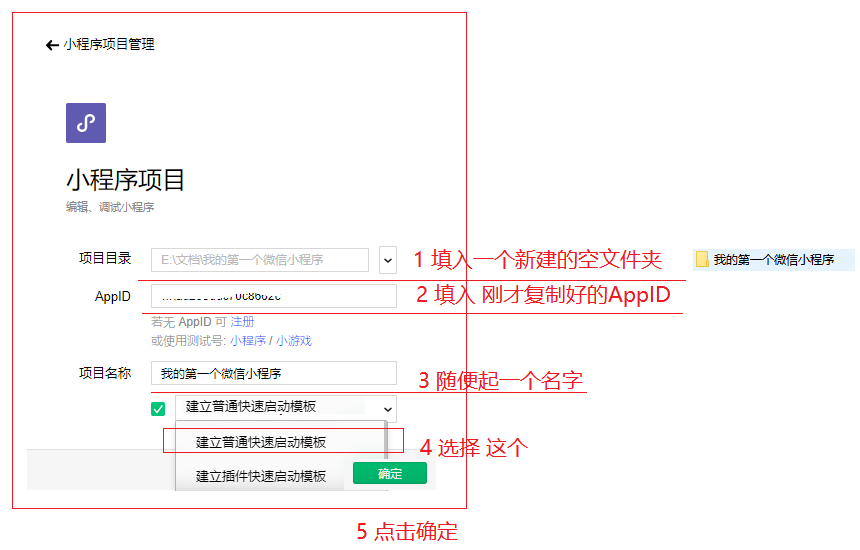 小程序项目管理
小程序项目
编辑、调试小程序
项目目录 E:\文档\我的第一个微信小程序 1 填入一个新建的空文件夹 我的第一个微信小程序
AppID 2 填入 刚才复制好的AppID
若无 AppID 可 注册
或使用测试号: 小程序 / 小游戏
项目名称 我的第一个微信小程序 3 随便起一个名字
建立普通快速启动模板
建立普通快速启动模板 4 选择 这个
建立插件快速启动模板 确定
5 点击确定